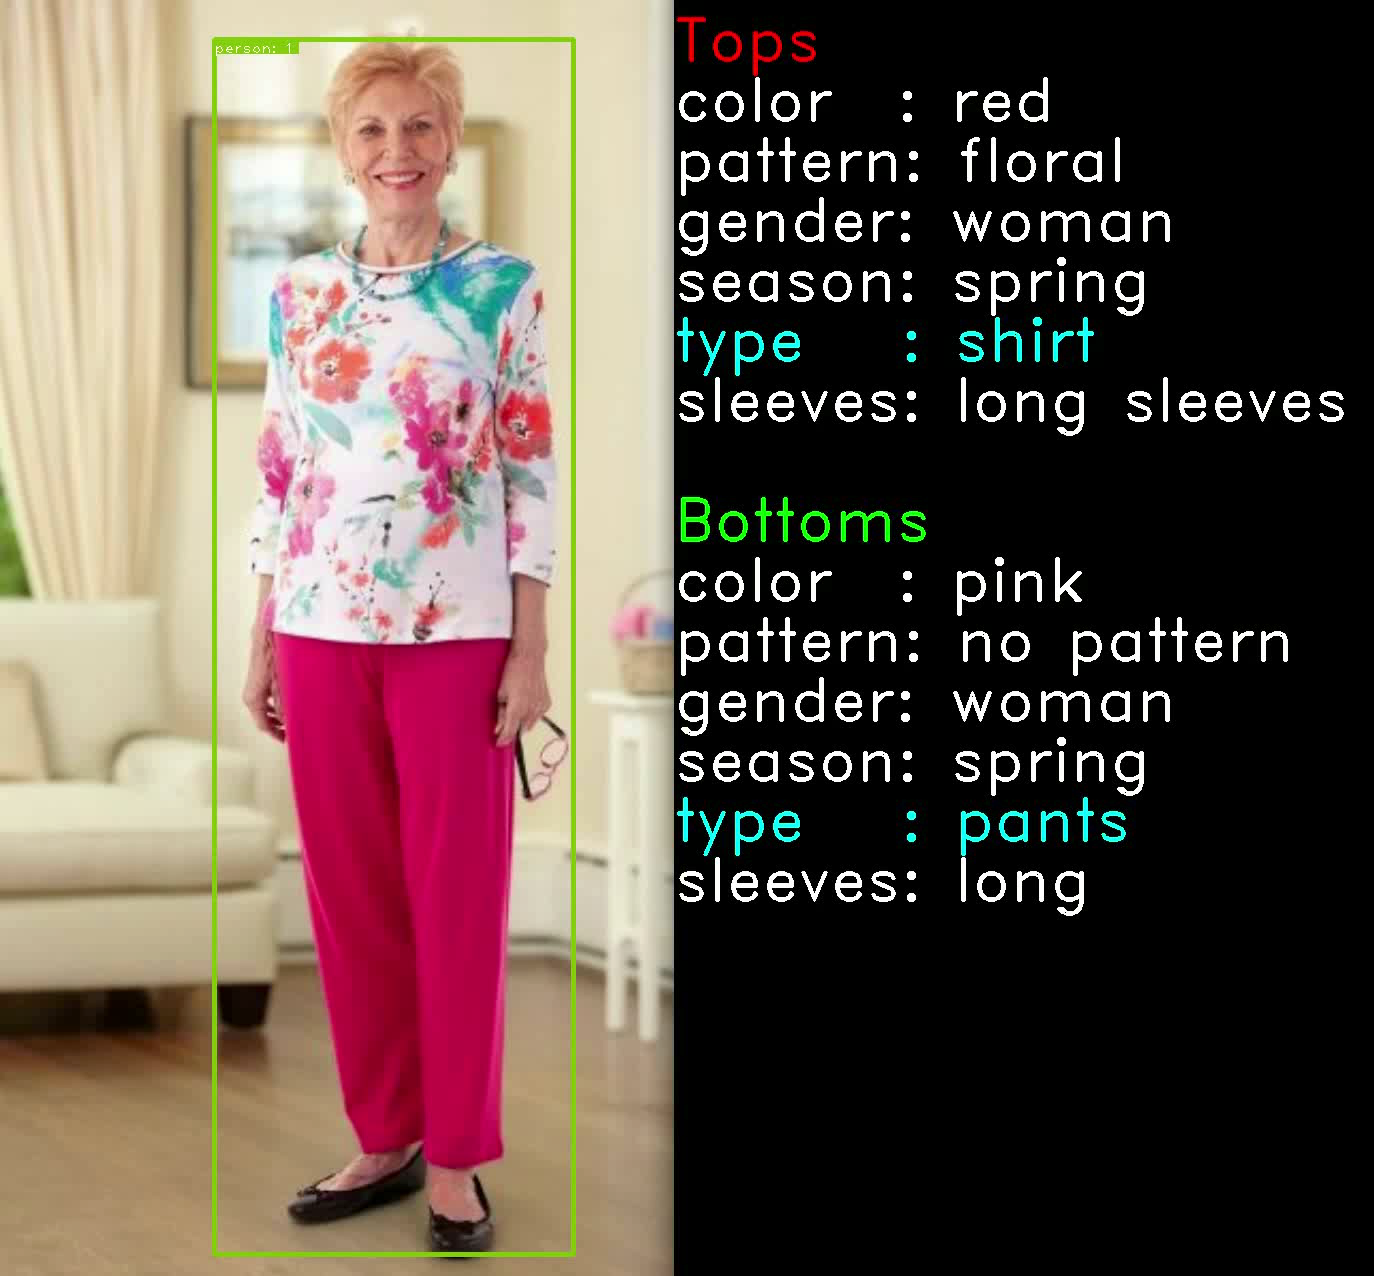 person: 1
Tops
color : red
pattern: floral
gender: woman
season: spring
type : shirt
sleeves: long sleeves
Bottoms
color : pink
pattern: no pattern
gender: woman
season: spring
type : pants
sleeves: long